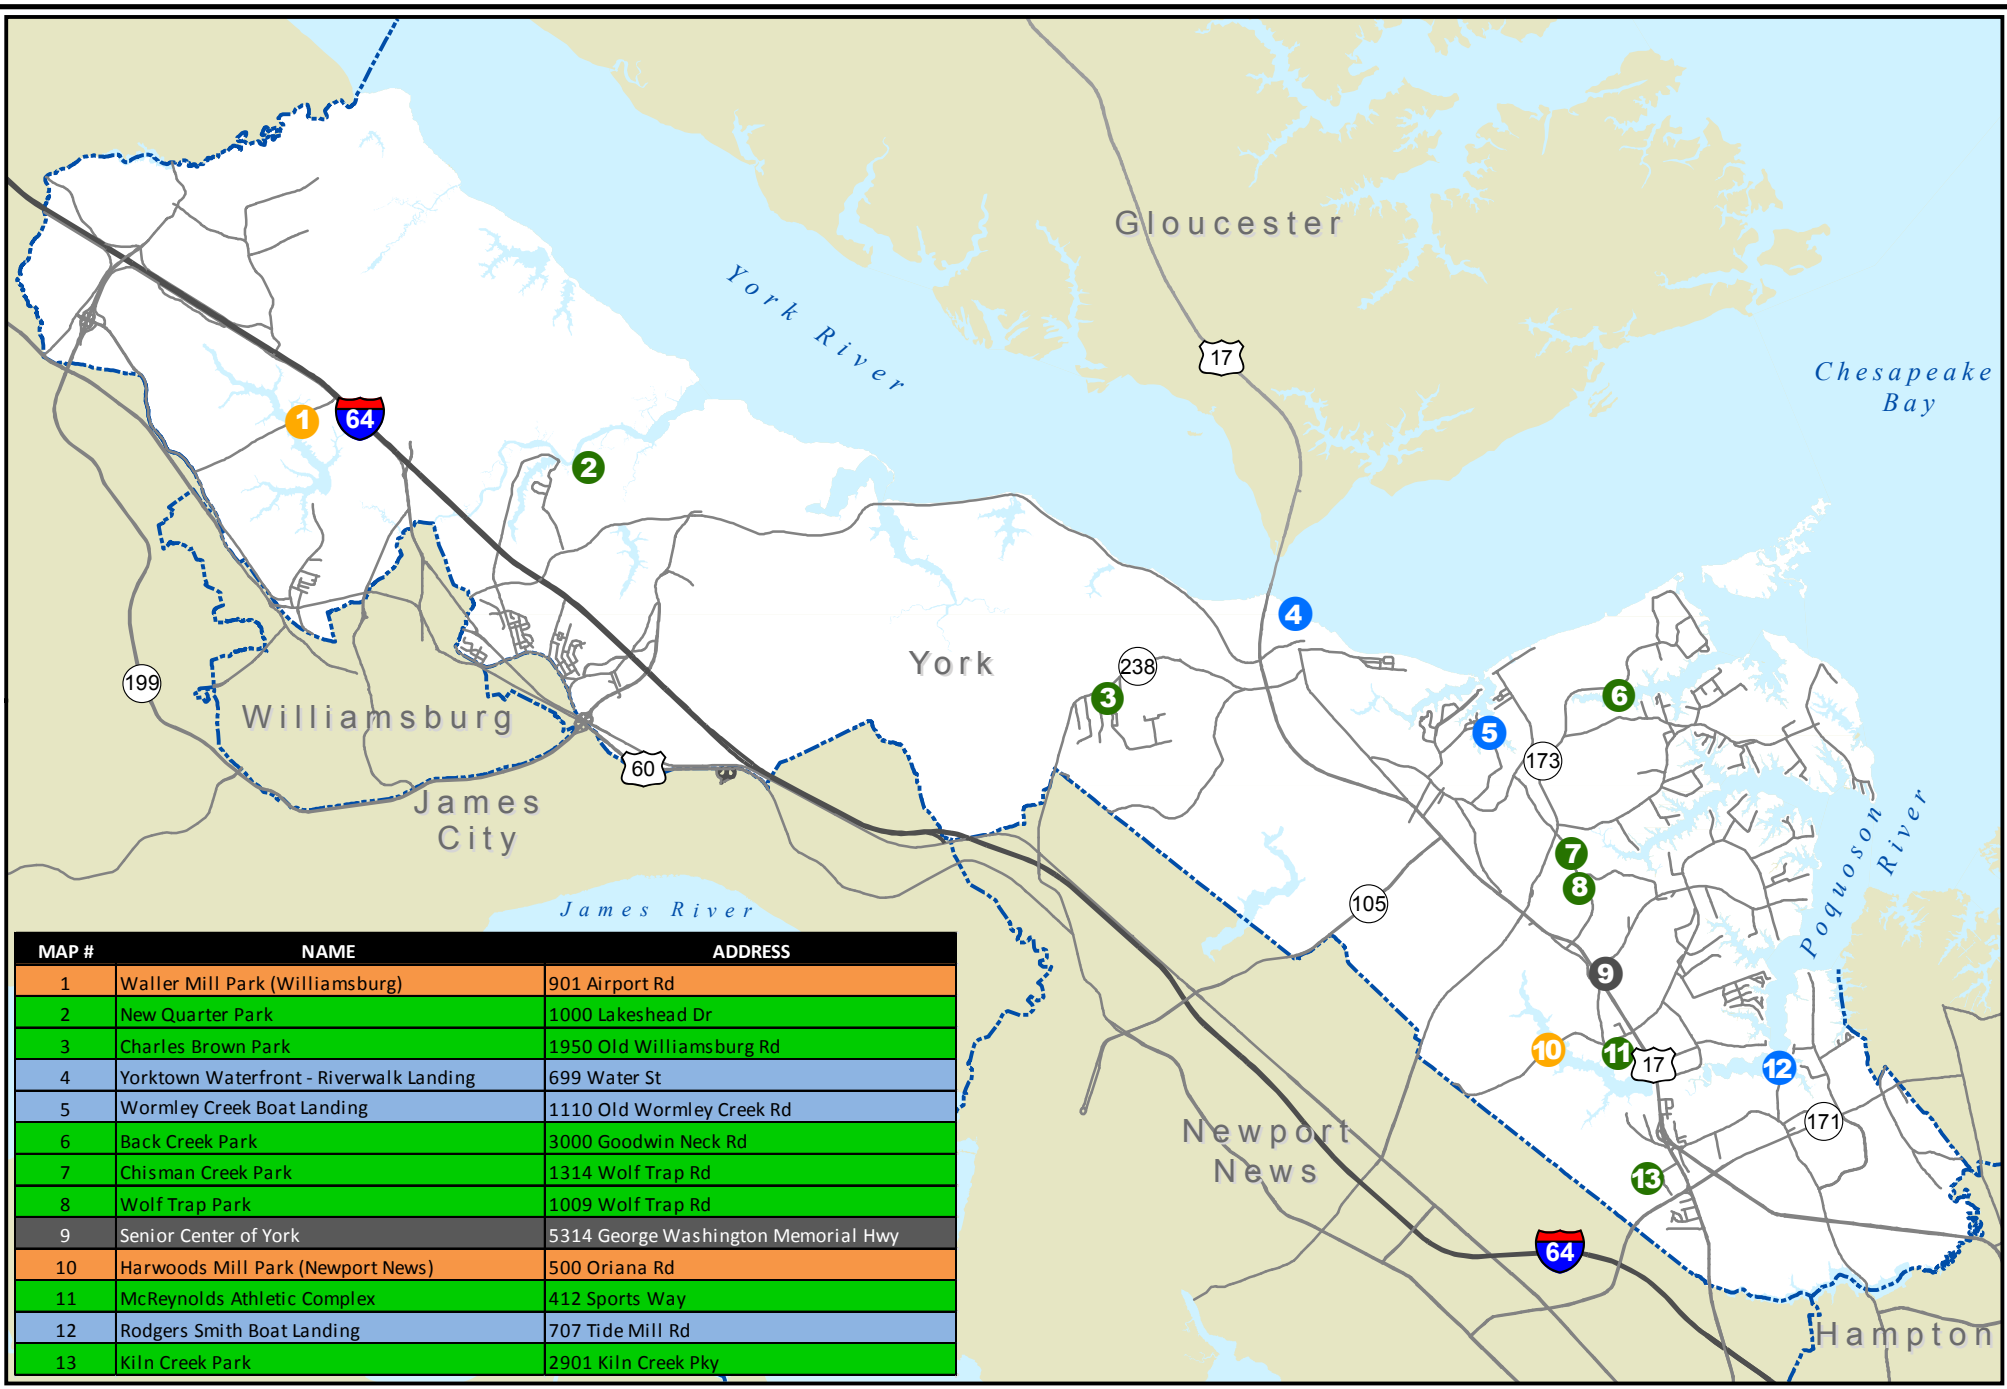 Gloucester
York River
17
Chesapeake
Bay
1
64
2
4
York
238
3
6
199
Williamsburg
5
60
173
James
City
7
8
Poquoson
River
105
James River
9
10
11
17
12
171
Newport
News
13
64
Hampton
MAP # NAME ADDRESS
1 Waller Mill Park (Williamsburg) 901 Airport Rd
2 New Quarter Park 1000 Lakeshead Dr
3 Charles Brown Park 1950 Old Williamsburg Rd
4 Yorktown Waterfront - Riverwalk Landing 699 Water St
5 Wormley Creek Boat Landing 1110 Old Wormley Creek Rd
6 Back Creek Park 3000 Goodwin Neck Rd
7 Chisman Creek Park 1314 Wolf Trap Rd
8 Wolf Trap Park 1009 Wolf Trap Rd
9 Senior Center of York 5314 George Washington Memorial Hwy
10 Harwoods Mill Park (Newport News) 500 Oriana Rd
11 McReynolds Athletic Complex 412 Sports Way
12 Rodgers Smith Boat Landing 707 Tide Mill Rd
13 Kiln Creek Park 2901 Kiln Creek Pky